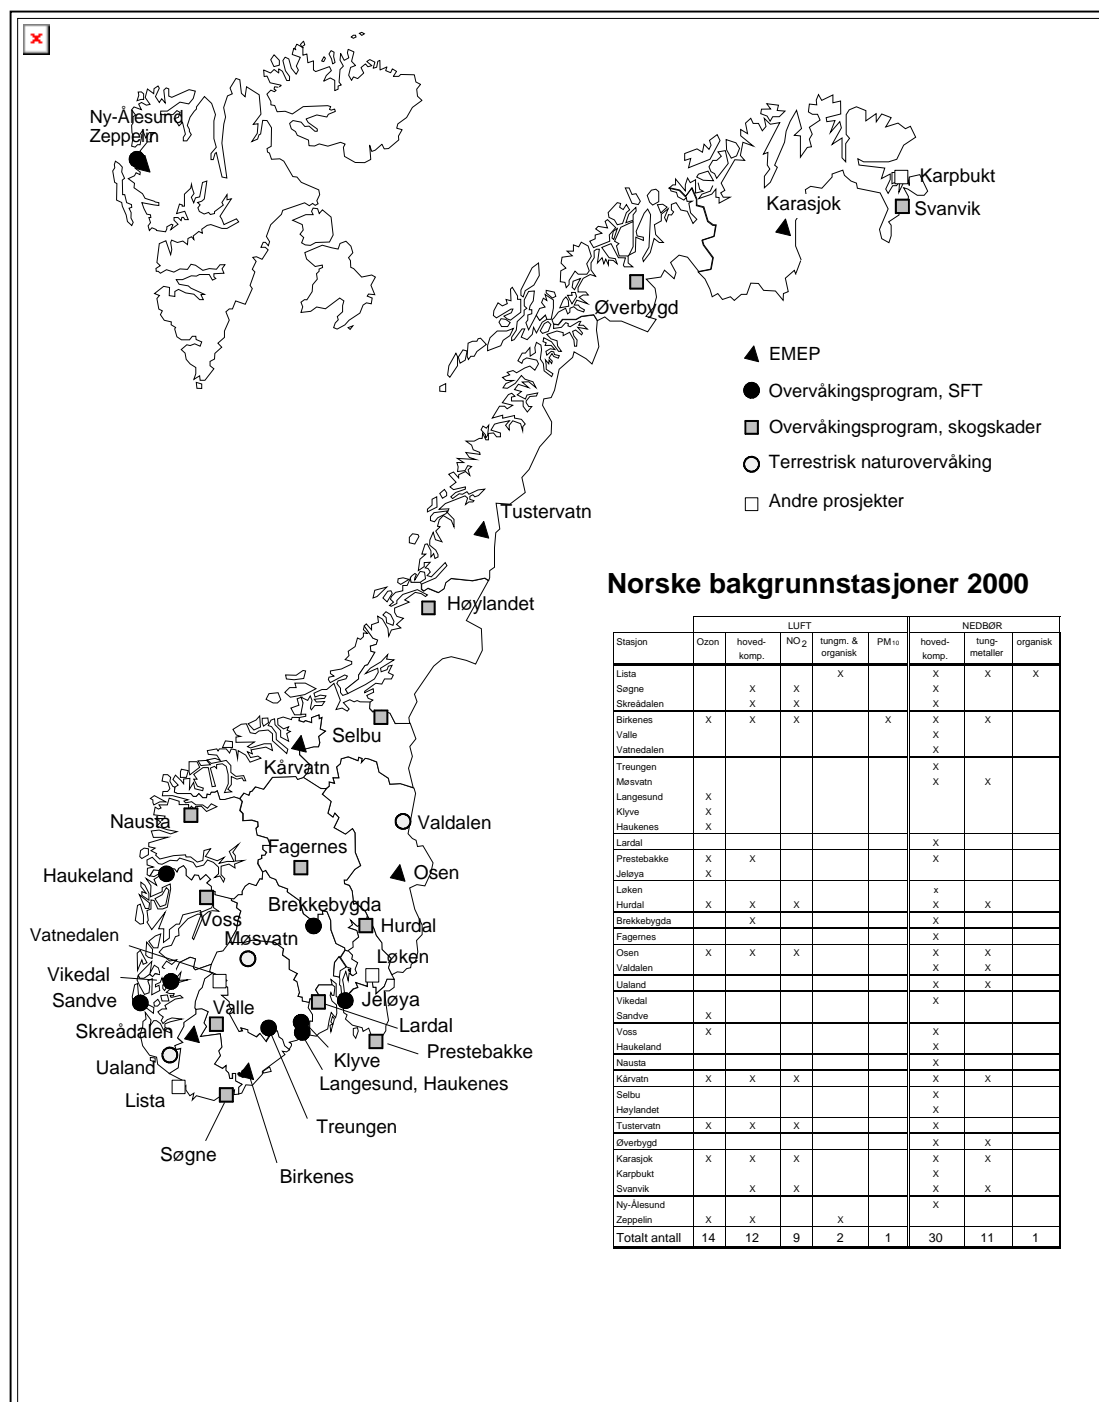 Ny-Ålesund
Zeppelin
Karpbukt
Karasjok
Svanvik
Øverbygd
EMEP
Overvåkingsprogram, SFT
Overvåkingsprogram, skogskader
Terrestrisk naturovervåking
Andre prosjekter
Tustervatn
Høylandet
Selbu
Kårvatn
Nausta
Valdalen
Fagernes
Haukeland
Osen
Voss
Brekkebygda
Hurdal
Vatnedalen
Møsvatn
Løken
Vikedal
Sandve
Valle
Jeløya
Skreådalen
Lardal
Klyve
Prestebakke
Ualand
Langesund, Haukenes
Lista
Treungen
Søgne
Birkenes
Norske bakgrunnstasjoner 2000
LUFT NEDBØR
Stasjon Ozon hoved-komp. NO2 tungm. & organisk PM10 hoved-komp. tung-metaller organisk
Lista X X X X
Søgne X X X
Skreådalen X X X
Birkenes X X X X X X
Valle X
Vatnedalen X
Treungen X
Møsvatn X X
Langesund X
Klyve X
Haukenes X
Lardal X
Prestebakke X X X
Jeløya X
Løken x
Hurdal X X X X X
Brekkebygda X X
Fagernes X
Osen X X X X X
Valdalen X X
Ualand X X
Vikedal X
Sandve X
Voss X X
Haukeland X
Nausta X
Kårvatn X X X X X
Selbu X
Høylandet X
Tustervatn X X X X
Øverbygd X X
Karasjok X X X X X
Karpbukt X
Svanvik X X X X
Ny-Ålesund X
Zeppelin X X X
Totalt antall 14 12 9 2 1 30 11 1